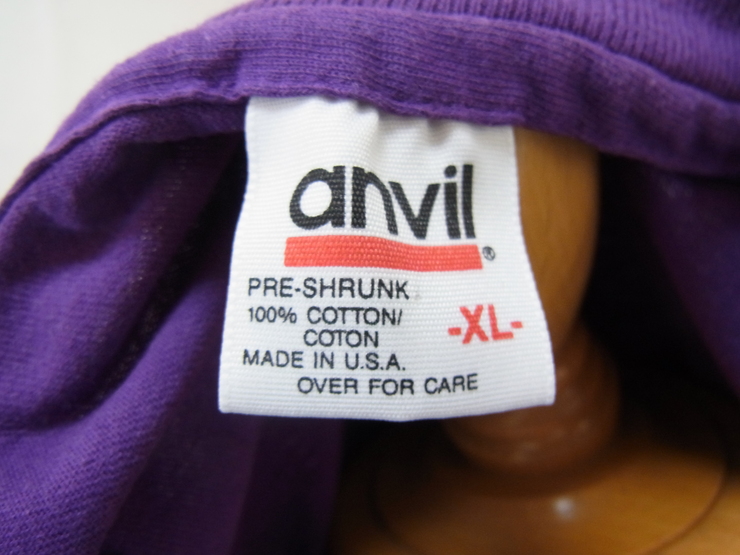 anvil®
PRE-SHRUNK
100% COTTON/
COTON
-XL-
MADE IN U.S.A.
OVER FOR CARE